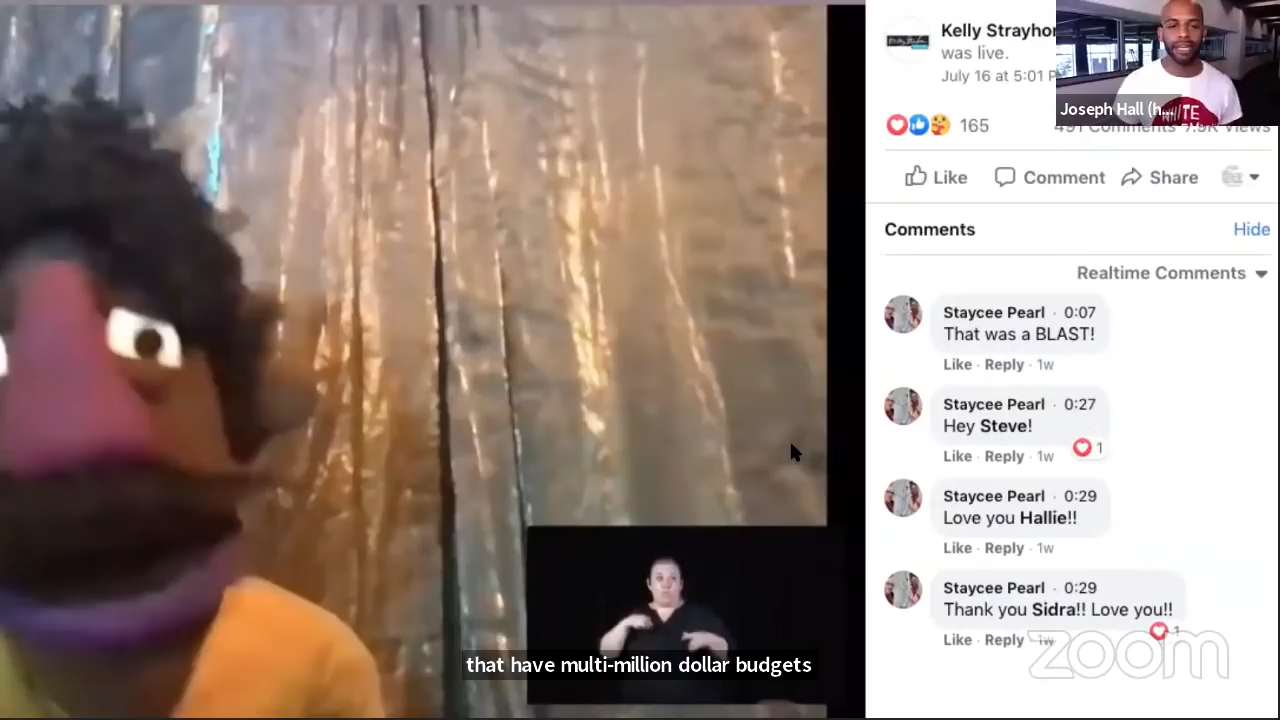 Kelly Strayhor
was live.
July 16 at 5:01 P
Joseph Hall (h...
165
491 Comments 7.9K Views
Like
Comment
Share
Comments
Hide
Realtime Comments
Staycee Pearl · 0:07
That was a BLAST!
Like · Reply · 1w
Staycee Pearl · 0:27
Hey Steve!
1
Like · Reply · 1w
Staycee Pearl · 0:29
Love you Hallie!!
Like · Reply · 1w
Staycee Pearl · 0:29
Thank you Sidra!! Love you!!
1
Like · Reply · 1w
zoom
that have multi-million dollar budgets